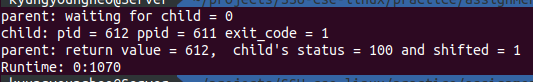 parent: waiting for child = 0
child: pid = 612 ppid = 611 exit_code = 1
parent: return value = 612,  child's status = 100 and shifted = 1
Runtime: 0:1070